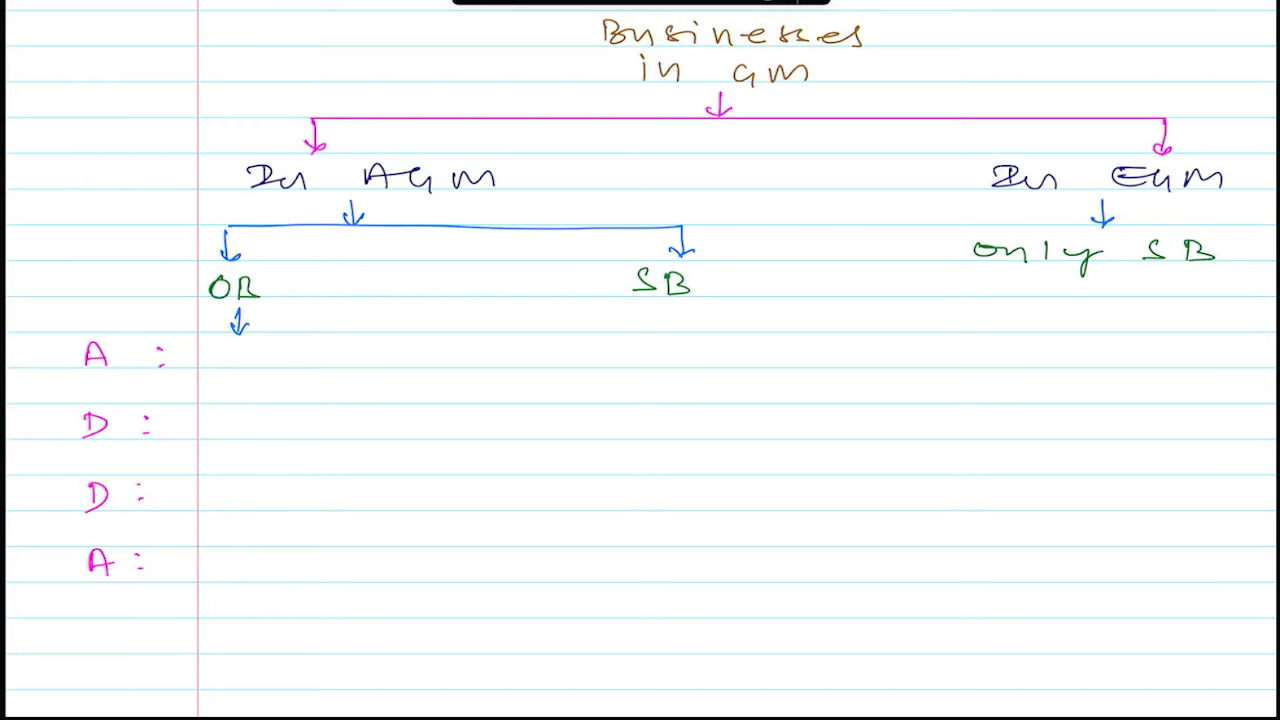 Businesses
in GM
In AGM
In EGM
only SB
OB
SB
A :
D :
D :
A :